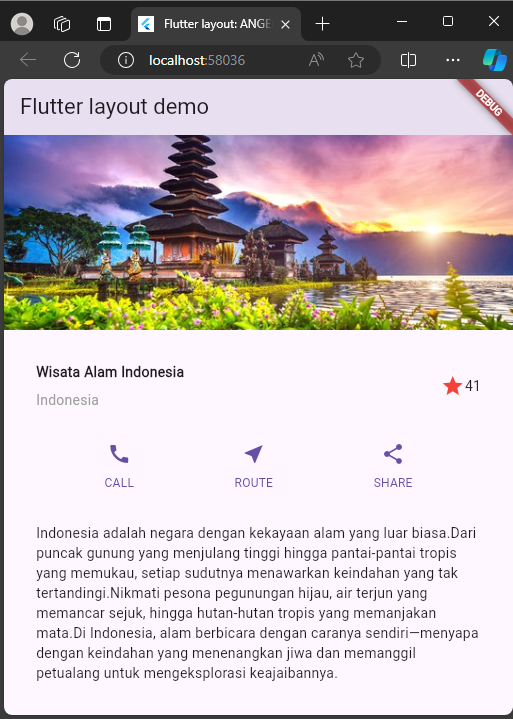 Flutter layout: ANGE
localhost:58036
Flutter layout demo
DEBUG
Wisata Alam Indonesia
Indonesia
41
CALL ROUTE SHARE
Indonesia adalah negara dengan kekayaan alam yang luar biasa.Dari
puncak gunung yang menjulang tinggi hingga pantai-pantai tropis
yang memukau, setiap sudutnya menawarkan keindahan yang tak
tertandingi.Nikmati pesona pegunungan hijau, air terjun yang
memancar sejuk, hingga hutan-hutan tropis yang memanjakan
mata.Di Indonesia, alam berbicara dengan caranya sendiri—menyapa
dengan keindahan yang menenangkan jiwa dan memanggil
petualang untuk mengeksplorasi keajaibannya.